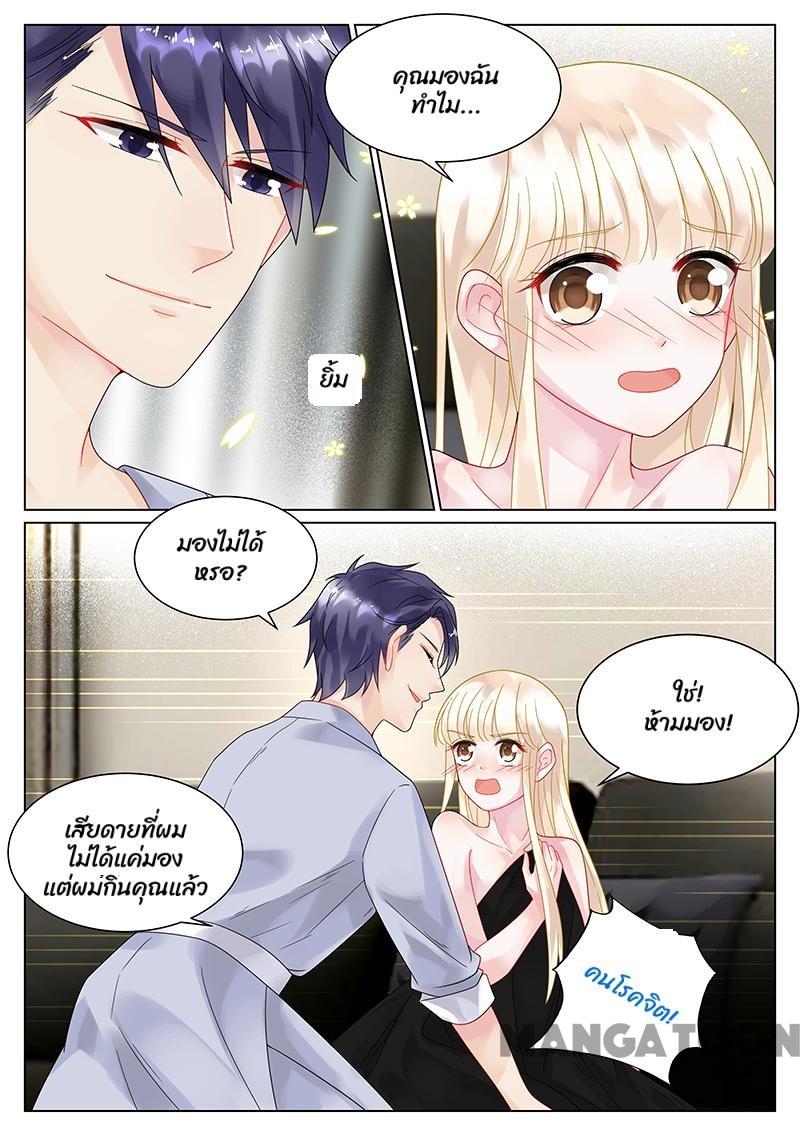 คุณมองฉัน
ทำไม...
ยิ้ม
มองไม่ได้
หรอ?
ใช่!
ห้ามมอง!
เสียดายที่ผม
ไม่ได้แค่มอง
แต่ผมกินคุณแล้ว
คนโรคจิต!
MANGATOON